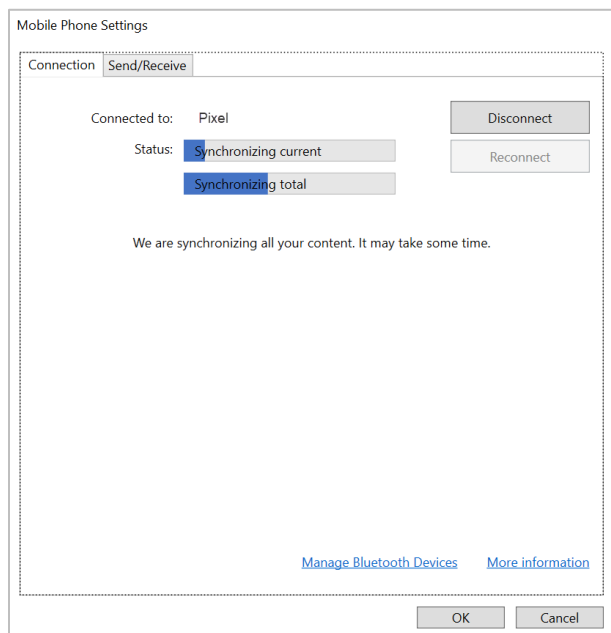 Mobile Phone Settings
Connection Send/Receive
Connected to: Pixel Disconnect
Status: Synchronizing current Reconnect
Synchronizing total
We are synchronizing all your content. It may take some time.
Manage Bluetooth Devices More information
OK Cancel